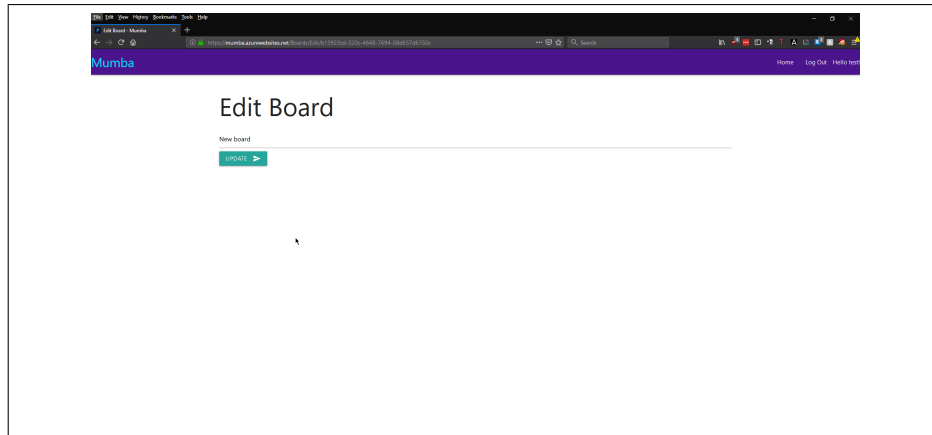 File Edit View History Bookmarks Tools Help
Edit Board - Mumba
Search
Mumba
Home Log Out Hello test!
Edit Board
New board
UPDATE